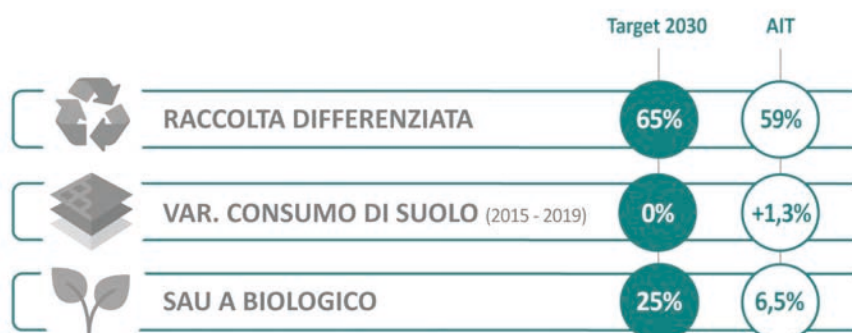 Target 2030 AIT
RACCOLTA DIFFERENZIATA 65% 59%
VAR. CONSUMO DI SUOLO (2015 - 2019) 0% +1,3%
SAU A BIOLOGICO 25% 6,5%